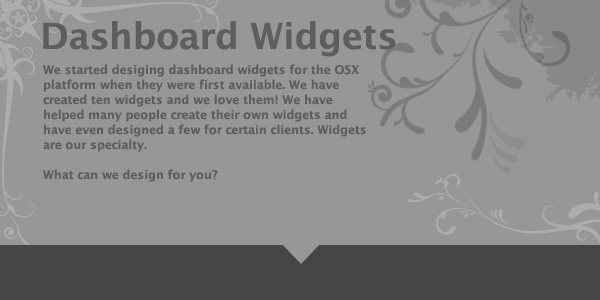 Dashboard Widgets
We started desiging dashboard widgets for the OSX
platform when they were first available. We have
created ten widgets and we love them! We have
helped many people create their own widgets and
have even designed a few for certain clients. Widgets
are our specialty.
What can we design for you?